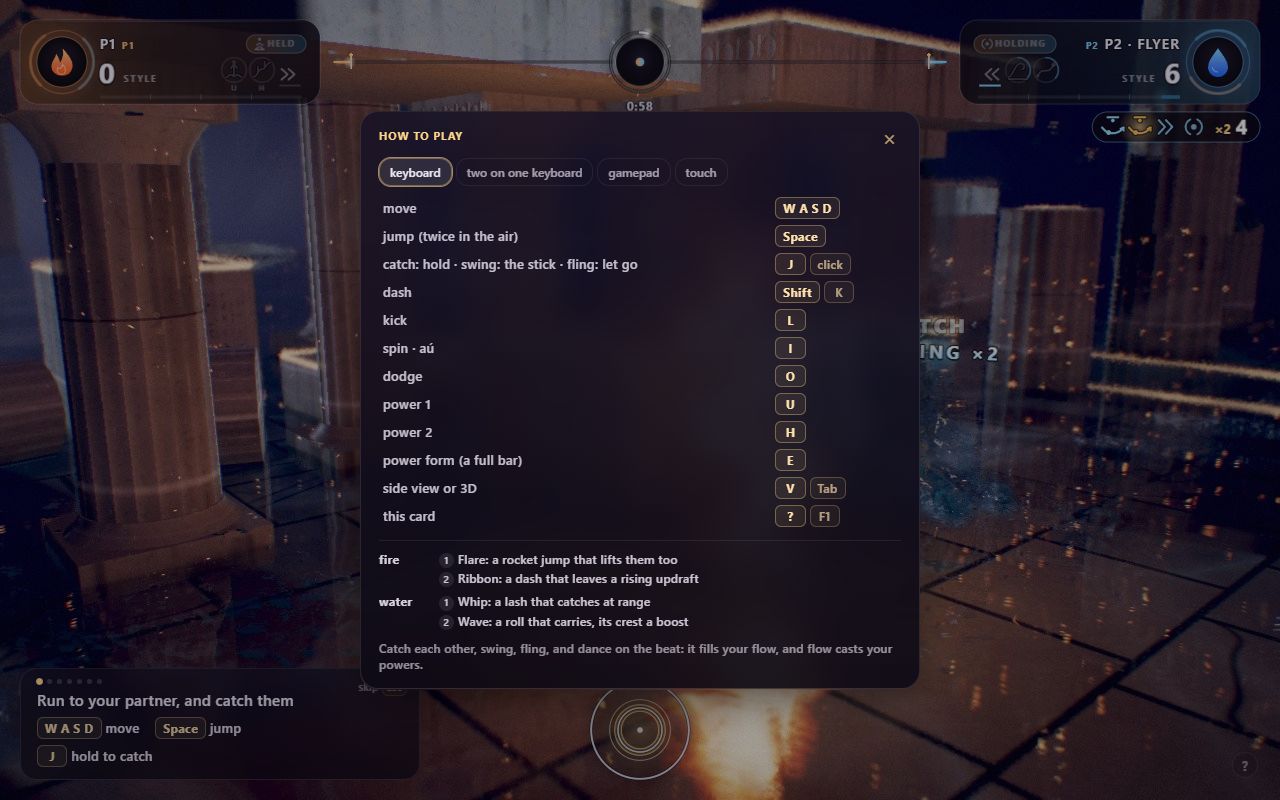 P1 P1
HELD
0 STYLE
U H
0:58
HOLDING
P2 P2 · FLYER
STYLE 6
×2 4
HOW TO PLAY
×
keyboard two on one keyboard gamepad touch
move W A S D
jump (twice in the air) Space
catch: hold · swing: the stick · fling: let go J click
dash Shift K
kick L
spin · aú I
dodge O
power 1 U
power 2 H
power form (a full bar) E
side view or 3D V Tab
this card ? F1
fire 1 Flare: a rocket jump that lifts them too
2 Ribbon: a dash that leaves a rising updraft
water 1 Whip: a lash that catches at range
2 Wave: a roll that carries, its crest a boost
Catch each other, swing, fling, and dance on the beat: it fills your flow, and flow casts your
powers.
TCH
ING ×2
skip
Run to your partner, and catch them
W A S D move Space jump
J hold to catch
?